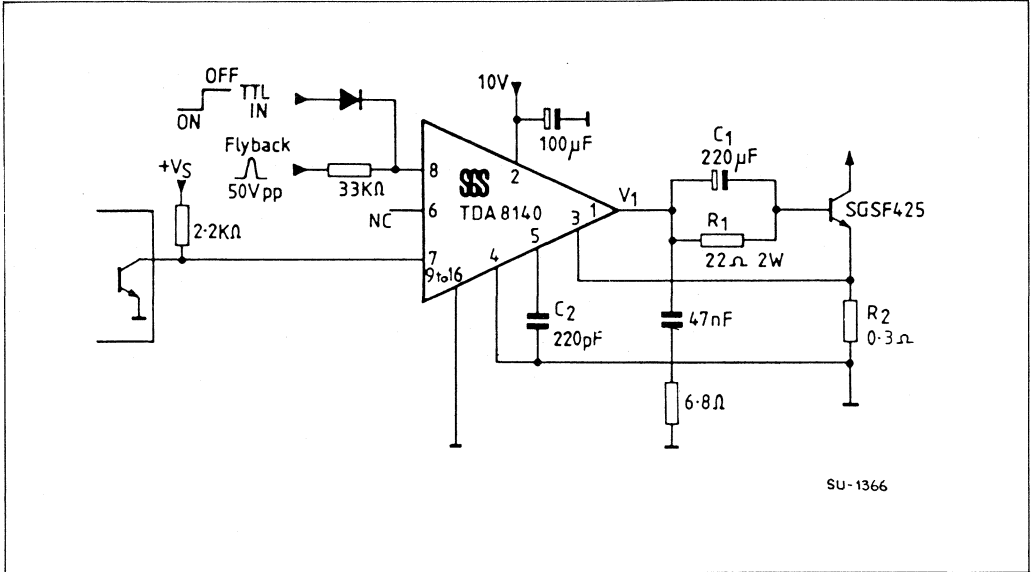 OFF
TTL
IN
ON
Flyback
50Vpp
33KΩ
+VS
2·2KΩ
NC
10V
100µF
SGS
TDA 8140
8
6
7
9to16
2
1
3
5
4
V1
C1
220µF
R1
22Ω 2W
SGSF425
C2
220pF
47nF
6·8Ω
R2
0·3Ω
SU-1366